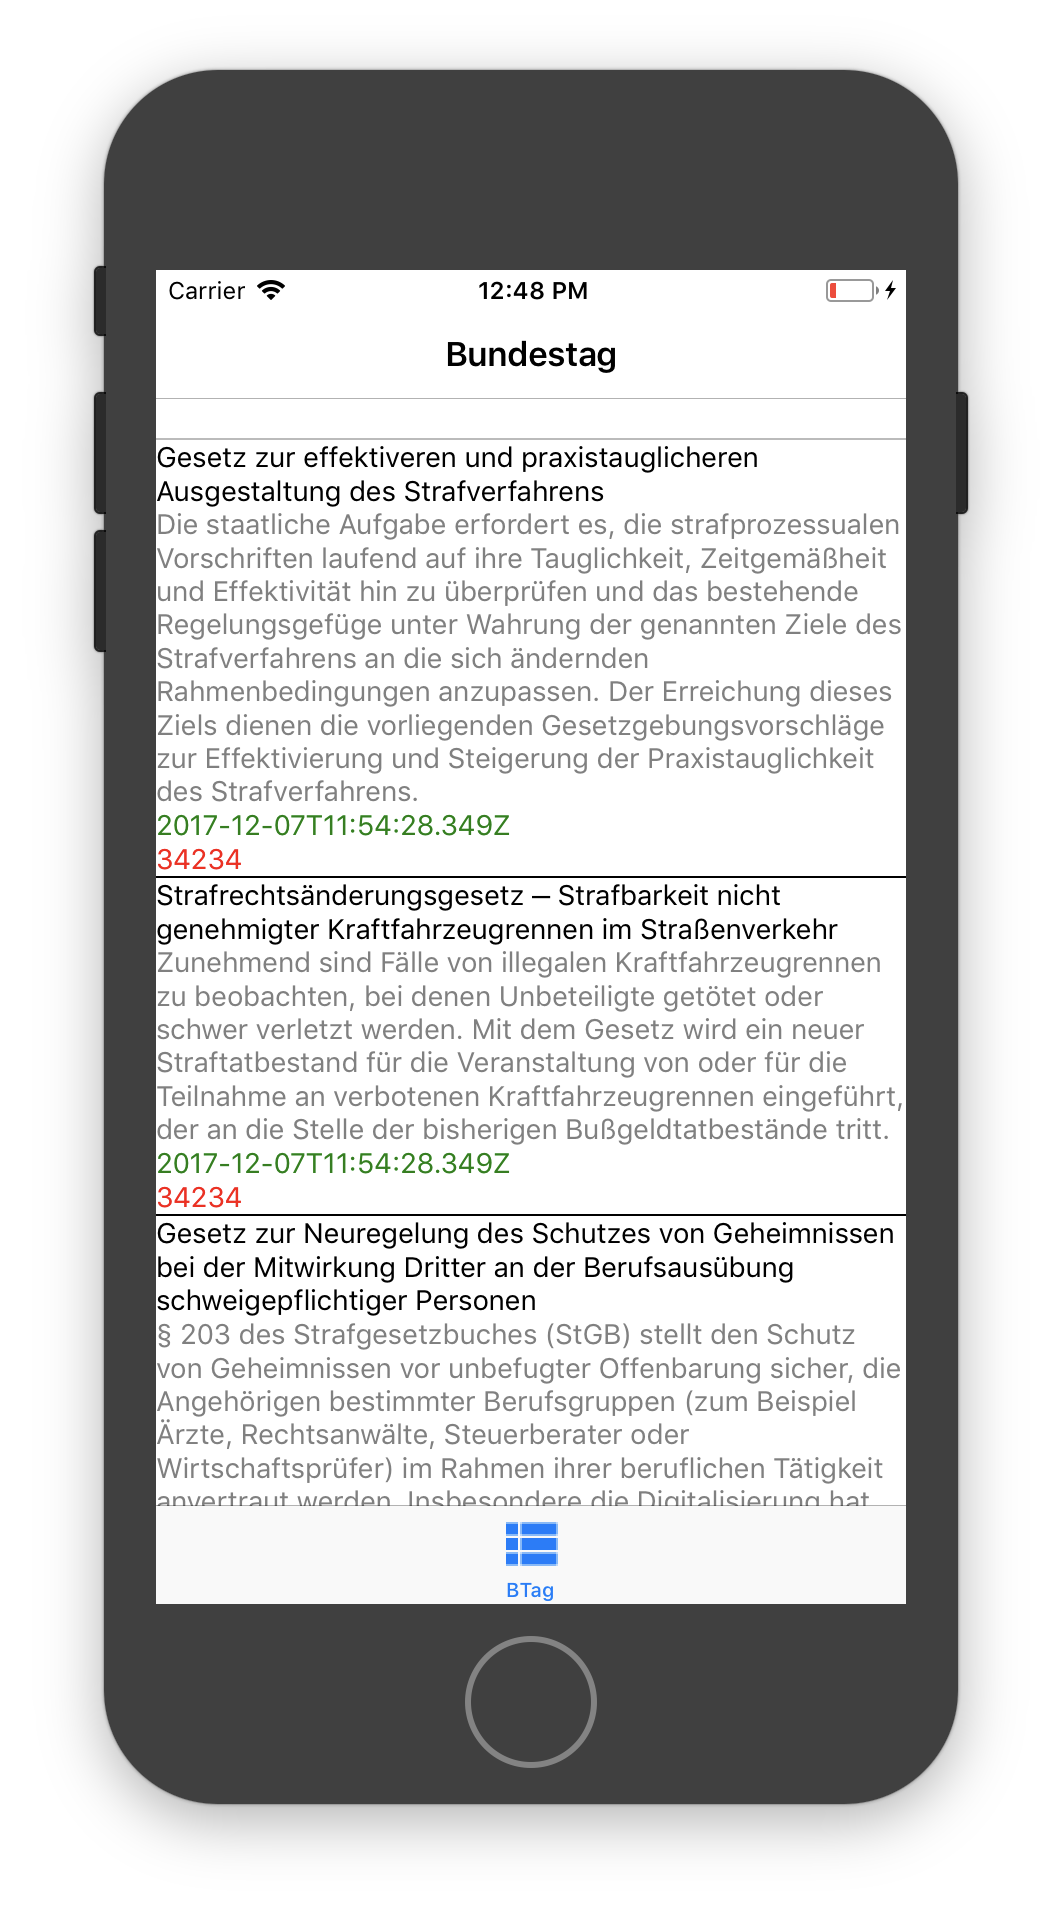 Carrier 12:48 PM
Bundestag
Gesetz zur effektiveren und praxistauglicheren
Ausgestaltung des Strafverfahrens
Die staatliche Aufgabe erfordert es, die strafprozessualen
Vorschriften laufend auf ihre Tauglichkeit, Zeitgemäßheit
und Effektivität hin zu überprüfen und das bestehende
Regelungsgefüge unter Wahrung der genannten Ziele des
Strafverfahrens an die sich ändernden
Rahmenbedingungen anzupassen. Der Erreichung dieses
Ziels dienen die vorliegenden Gesetzgebungsvorschläge
zur Effektivierung und Steigerung der Praxistauglichkeit
des Strafverfahrens.
2017-12-07T11:54:28.349Z
34234
Strafrechtsänderungsgesetz – Strafbarkeit nicht
genehmigter Kraftfahrzeugrennen im Straßenverkehr
Zunehmend sind Fälle von illegalen Kraftfahrzeugrennen
zu beobachten, bei denen Unbeteiligte getötet oder
schwer verletzt werden. Mit dem Gesetz wird ein neuer
Straftatbestand für die Veranstaltung von oder für die
Teilnahme an verbotenen Kraftfahrzeugrennen eingeführt,
der an die Stelle der bisherigen Bußgeldtatbestände tritt.
2017-12-07T11:54:28.349Z
34234
Gesetz zur Neuregelung des Schutzes von Geheimnissen
bei der Mitwirkung Dritter an der Berufsausübung
schweigepflichtiger Personen
§ 203 des Strafgesetzbuches (StGB) stellt den Schutz
von Geheimnissen vor unbefugter Offenbarung sicher, die
Angehörigen bestimmter Berufsgruppen (zum Beispiel
Ärzte, Rechtsanwälte, Steuerberater oder
Wirtschaftsprüfer) im Rahmen ihrer beruflichen Tätigkeit
anvertraut werden. Insbesondere die Digitalisierung hat
BTag